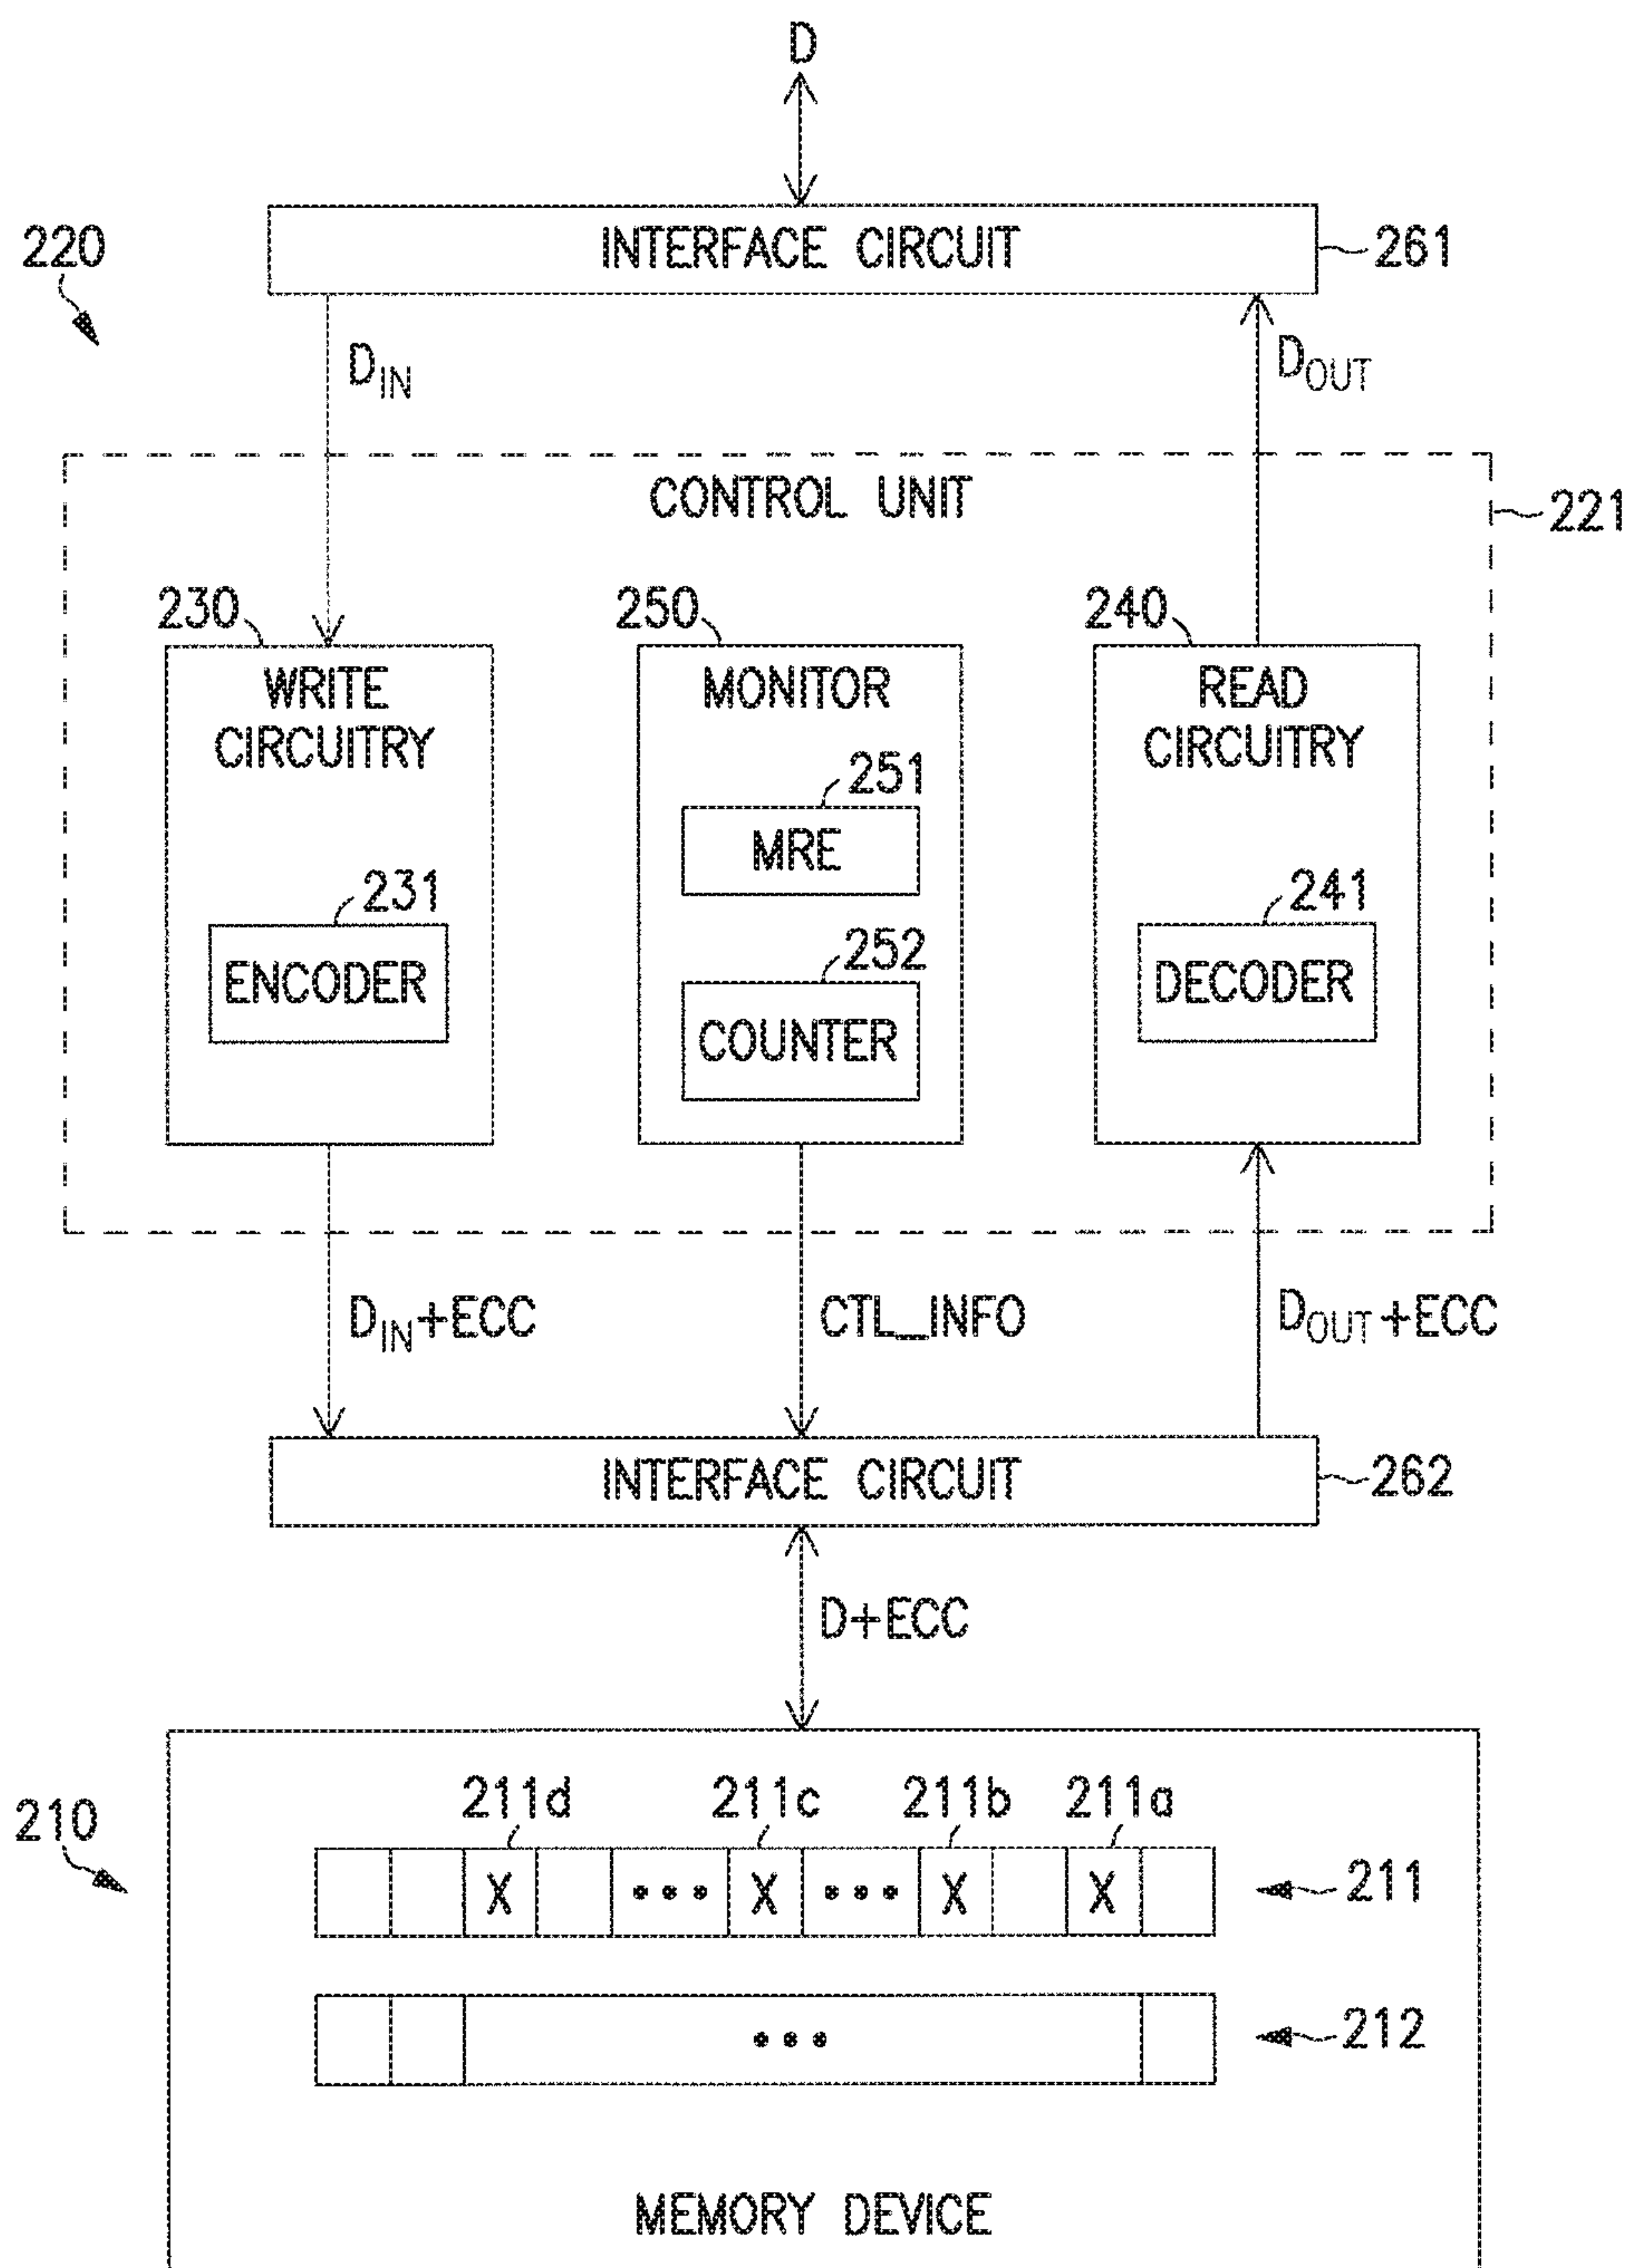 D
INTERFACE CIRCUIT
261
220
D_IN
D_OUT
CONTROL UNIT
221
230
250
240
WRITE
CIRCUITRY
MONITOR
READ
CIRCUITRY
251
MRE
231
241
ENCODER
252
DECODER
COUNTER
D_IN+ECC
CTL_INFO
D_OUT+ECC
INTERFACE CIRCUIT
262
D+ECC
211d
211c
211b
211a
210
X
•••
X
•••
X
X
211
•••
212
MEMORY DEVICE